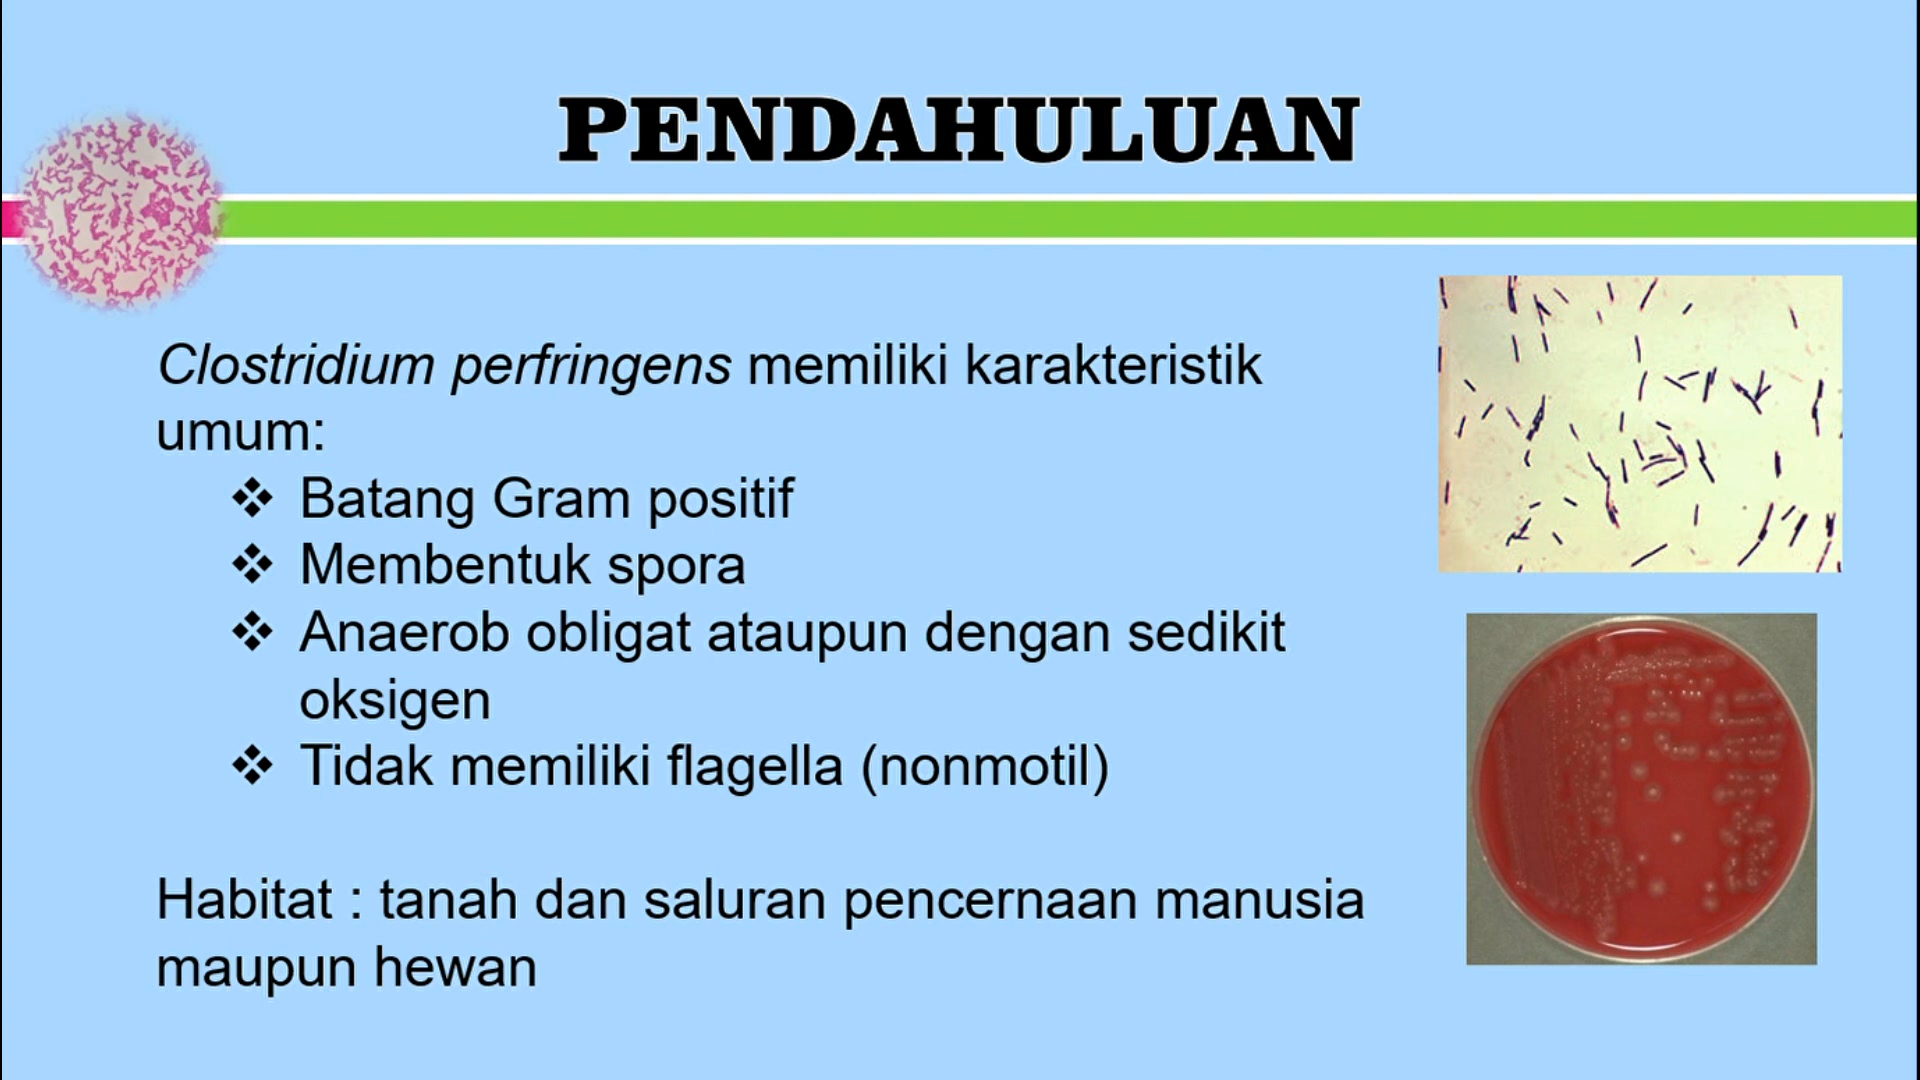 PENDAHULUAN
Clostridium perfringens memiliki karakteristik
umum:
❖ Batang Gram positif
❖ Membentuk spora
❖ Anaerob obligat ataupun dengan sedikit
oksigen
❖ Tidak memiliki flagella (nonmotil)
Habitat : tanah dan saluran pencernaan manusia
maupun hewan